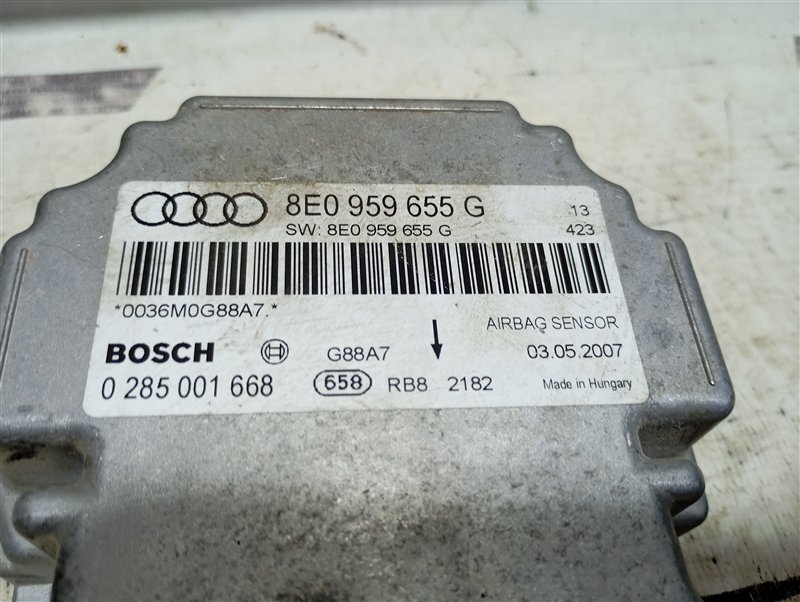 8E0 959 655 G 13
SW: 8E0 959 655 G 423
*0036M0G88A7.*
AIRBAG SENSOR
BOSCH G88A7 03.05.2007
0 285 001 668 658 RB8 2182 Made in Hungary